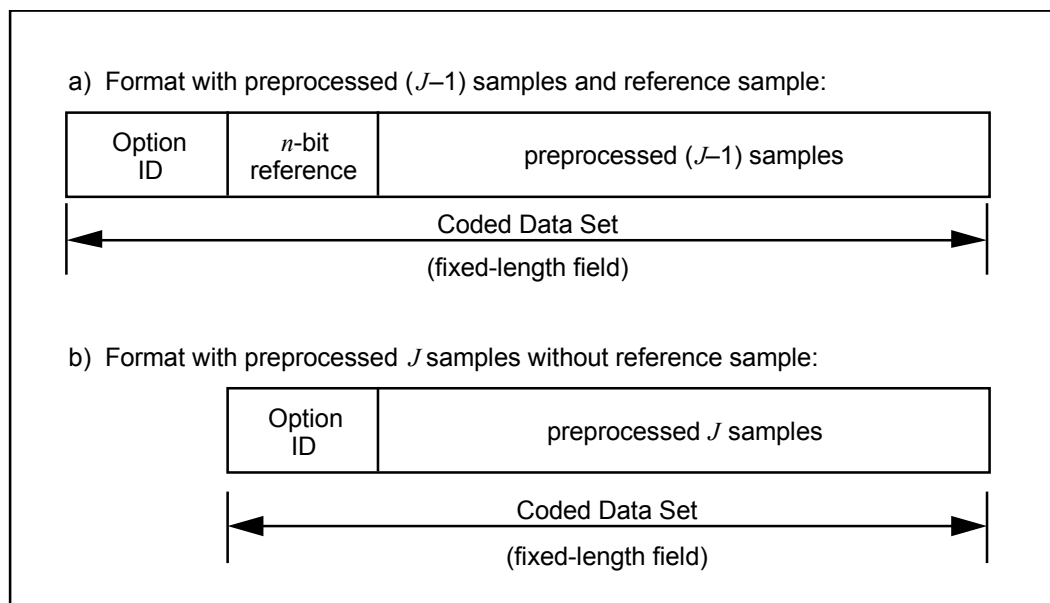 a) Format with preprocessed (J–1) samples and reference sample:
Option
ID
n-bit
reference
preprocessed (J–1) samples
Coded Data Set
(fixed-length field)
b) Format with preprocessed J samples without reference sample:
Option
ID
preprocessed J samples
Coded Data Set
(fixed-length field)